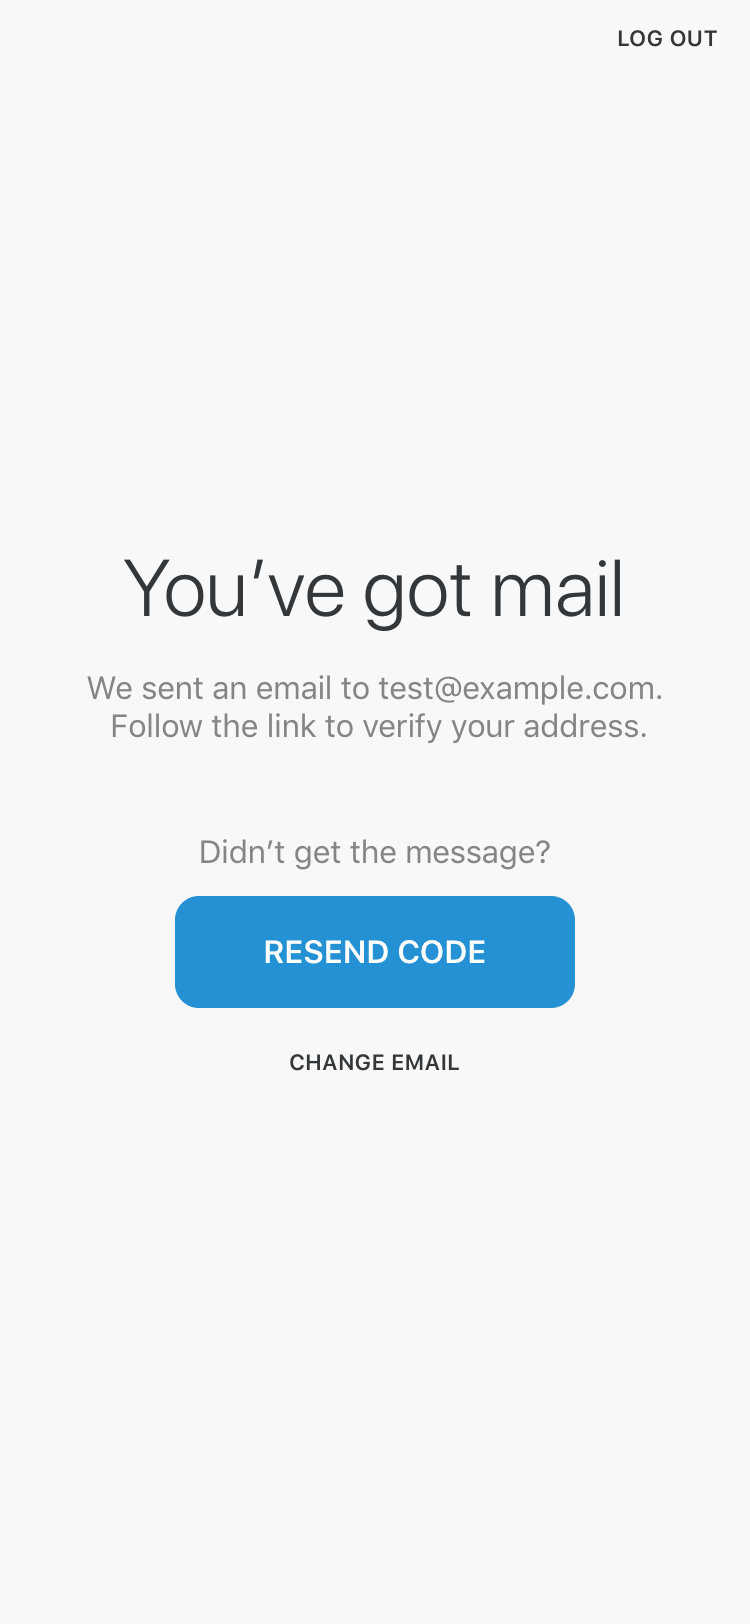 LOG OUT
You’ve got mail
We sent an email to test@example.com.
Follow the link to verify your address.
Didn’t get the message?
RESEND CODE
CHANGE EMAIL